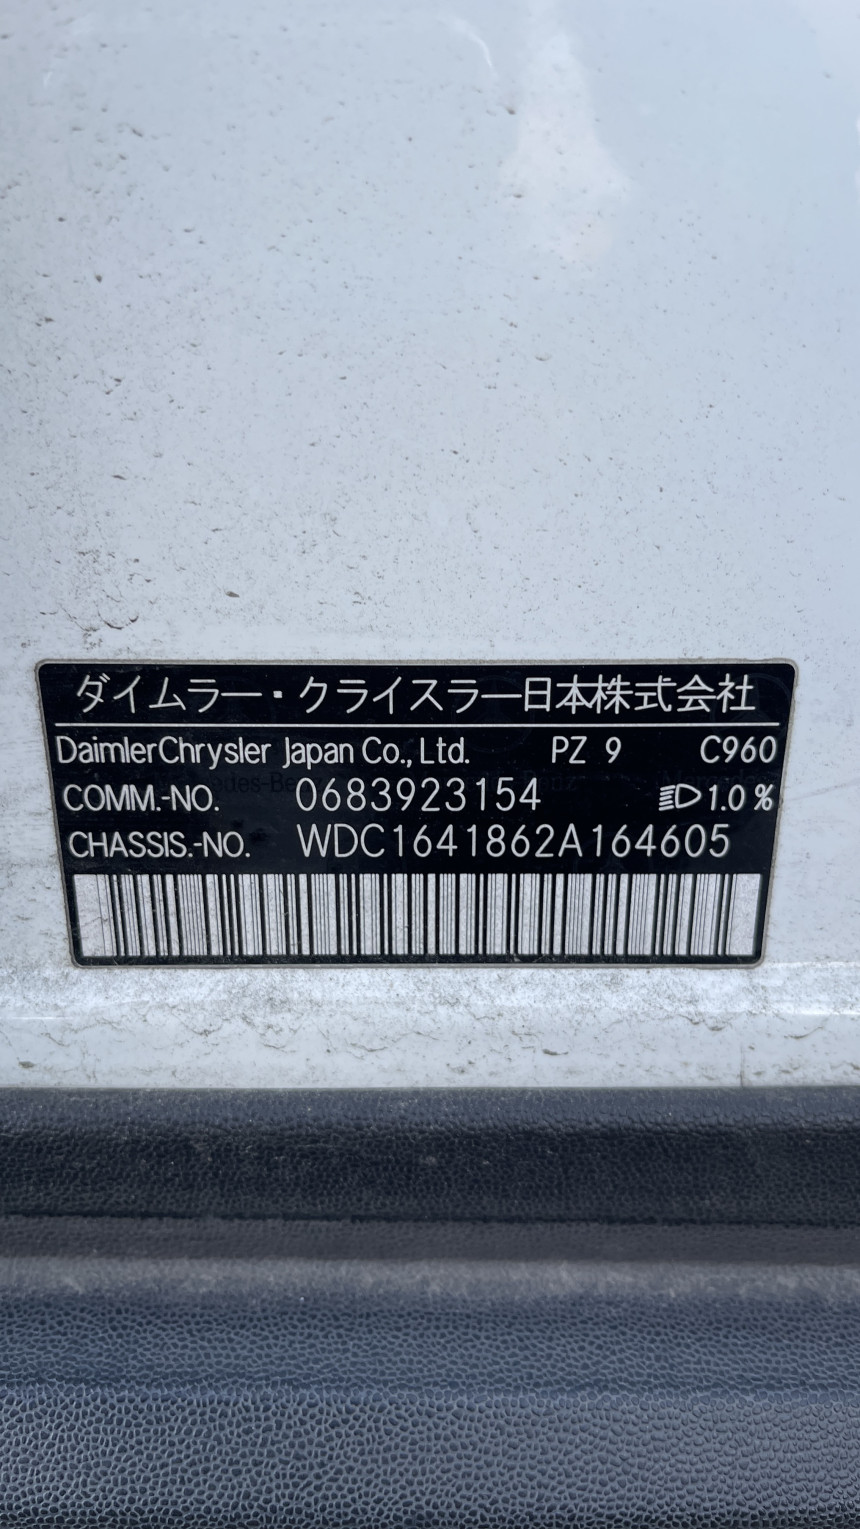 ダイムラー・クライスラー日本株式会社
DaimlerChrysler Japan Co., Ltd. PZ 9 C960
COMM.-NO. 0683923154 1.0 %
CHASSIS.-NO. WDC1641862A164605